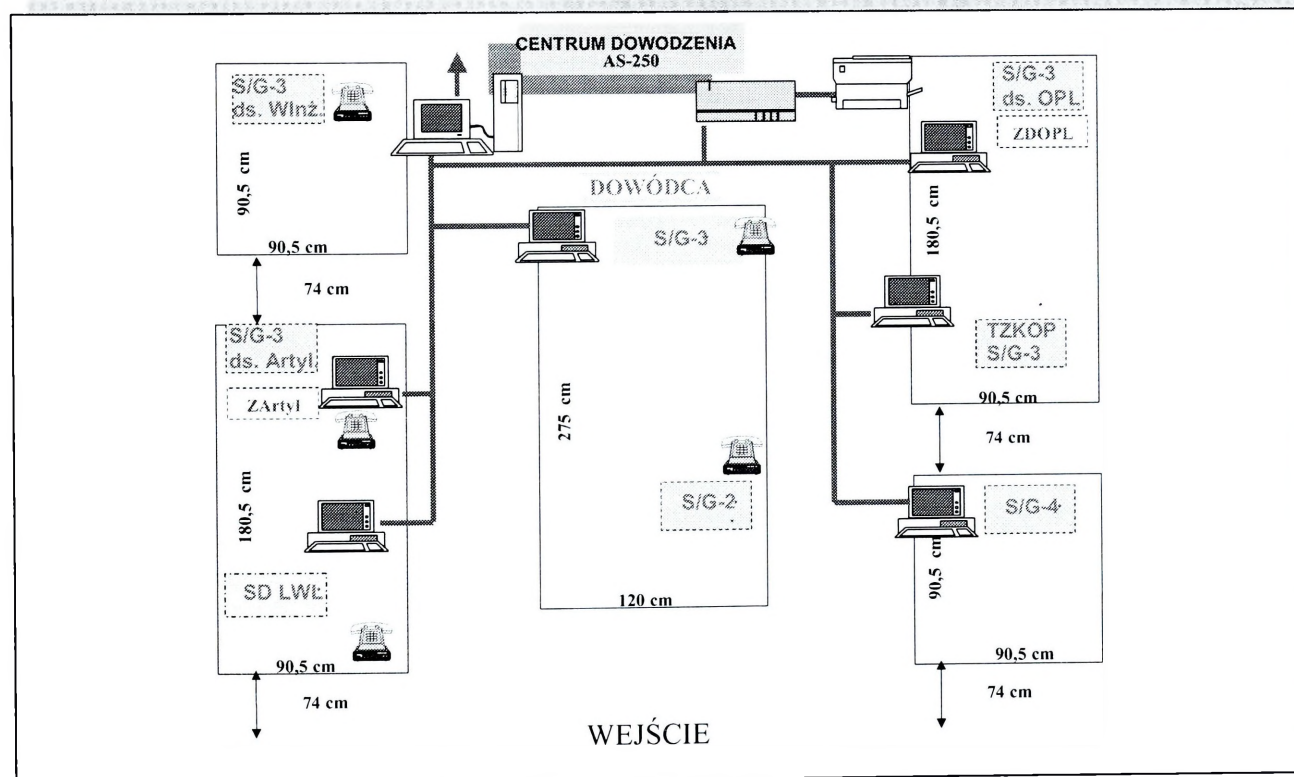 CENTRUM DOWODZENIA
AS-250
S/G-3
ds. WInż.
90,5 cm
90,5 cm
74 cm
S/G-3
ds. Artyl.
ZArtyl
180,5 cm
SD LWL
90,5 cm
74 cm
DOWÓDCA
S/G-3
275 cm
S/G-2
120 cm
S/G-3
ds. OPL
ZDOPL
180,5 cm
TZKOP
S/G-3
90,5 cm
74 cm
S/G-4
90,5 cm
90,5 cm
74 cm
WEJŚCIE